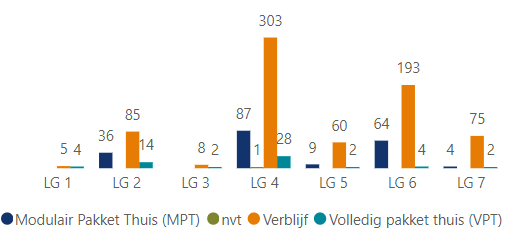 303
193
87
85
75
64
60
36
28
14
9
8
5
4
2
1
2
4
4
2
LG 1
LG 2
LG 3
LG 4
LG 5
LG 6
LG 7
Modulair Pakket Thuis (MPT)
nvt
Verblijf
Volledig pakket thuis (VPT)